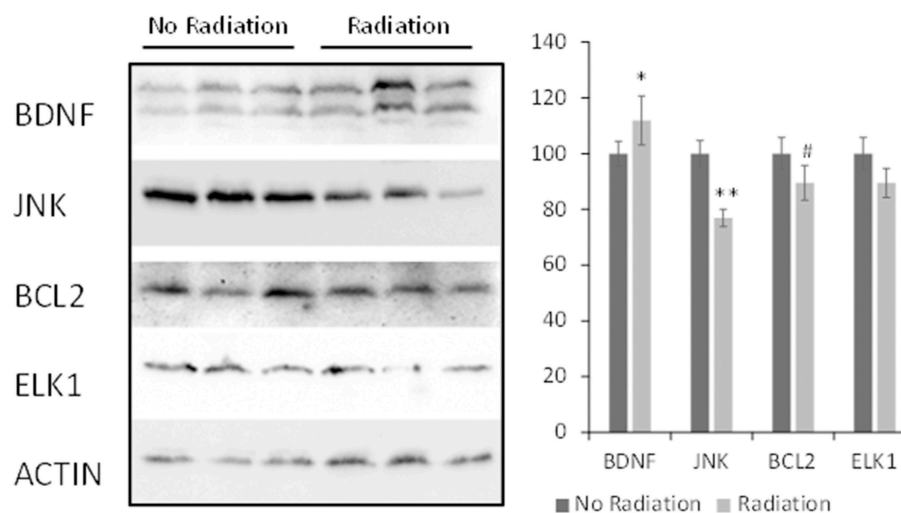 No Radiation Radiation
BDNF
JNK
BCL2
ELK1
ACTIN
140
120
100
80
60
40
20
0
*
**
#
BDNF JNK BCL2 ELK1
No Radiation Radiation